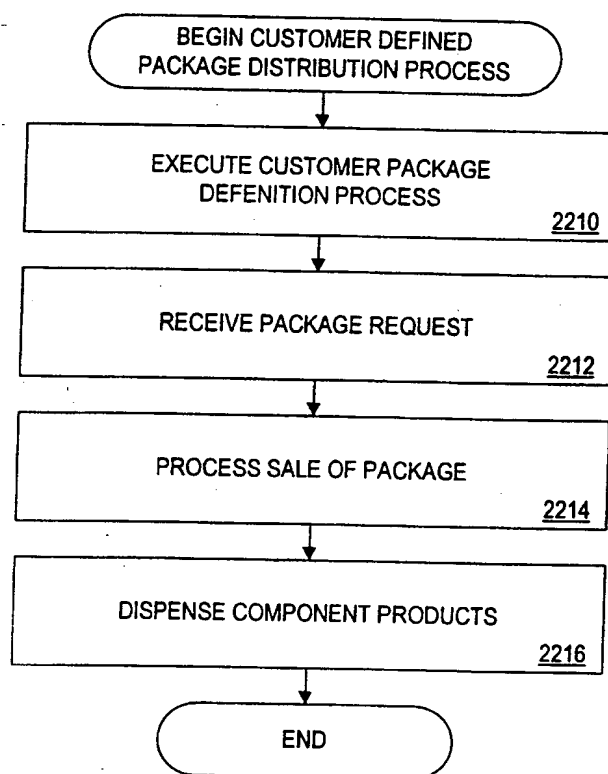 BEGIN CUSTOMER DEFINED
PACKAGE DISTRIBUTION PROCESS
EXECUTE CUSTOMER PACKAGE
DEFENITION PROCESS
2210
RECEIVE PACKAGE REQUEST
2212
PROCESS SALE OF PACKAGE
2214
DISPENSE COMPONENT PRODUCTS
2216
END